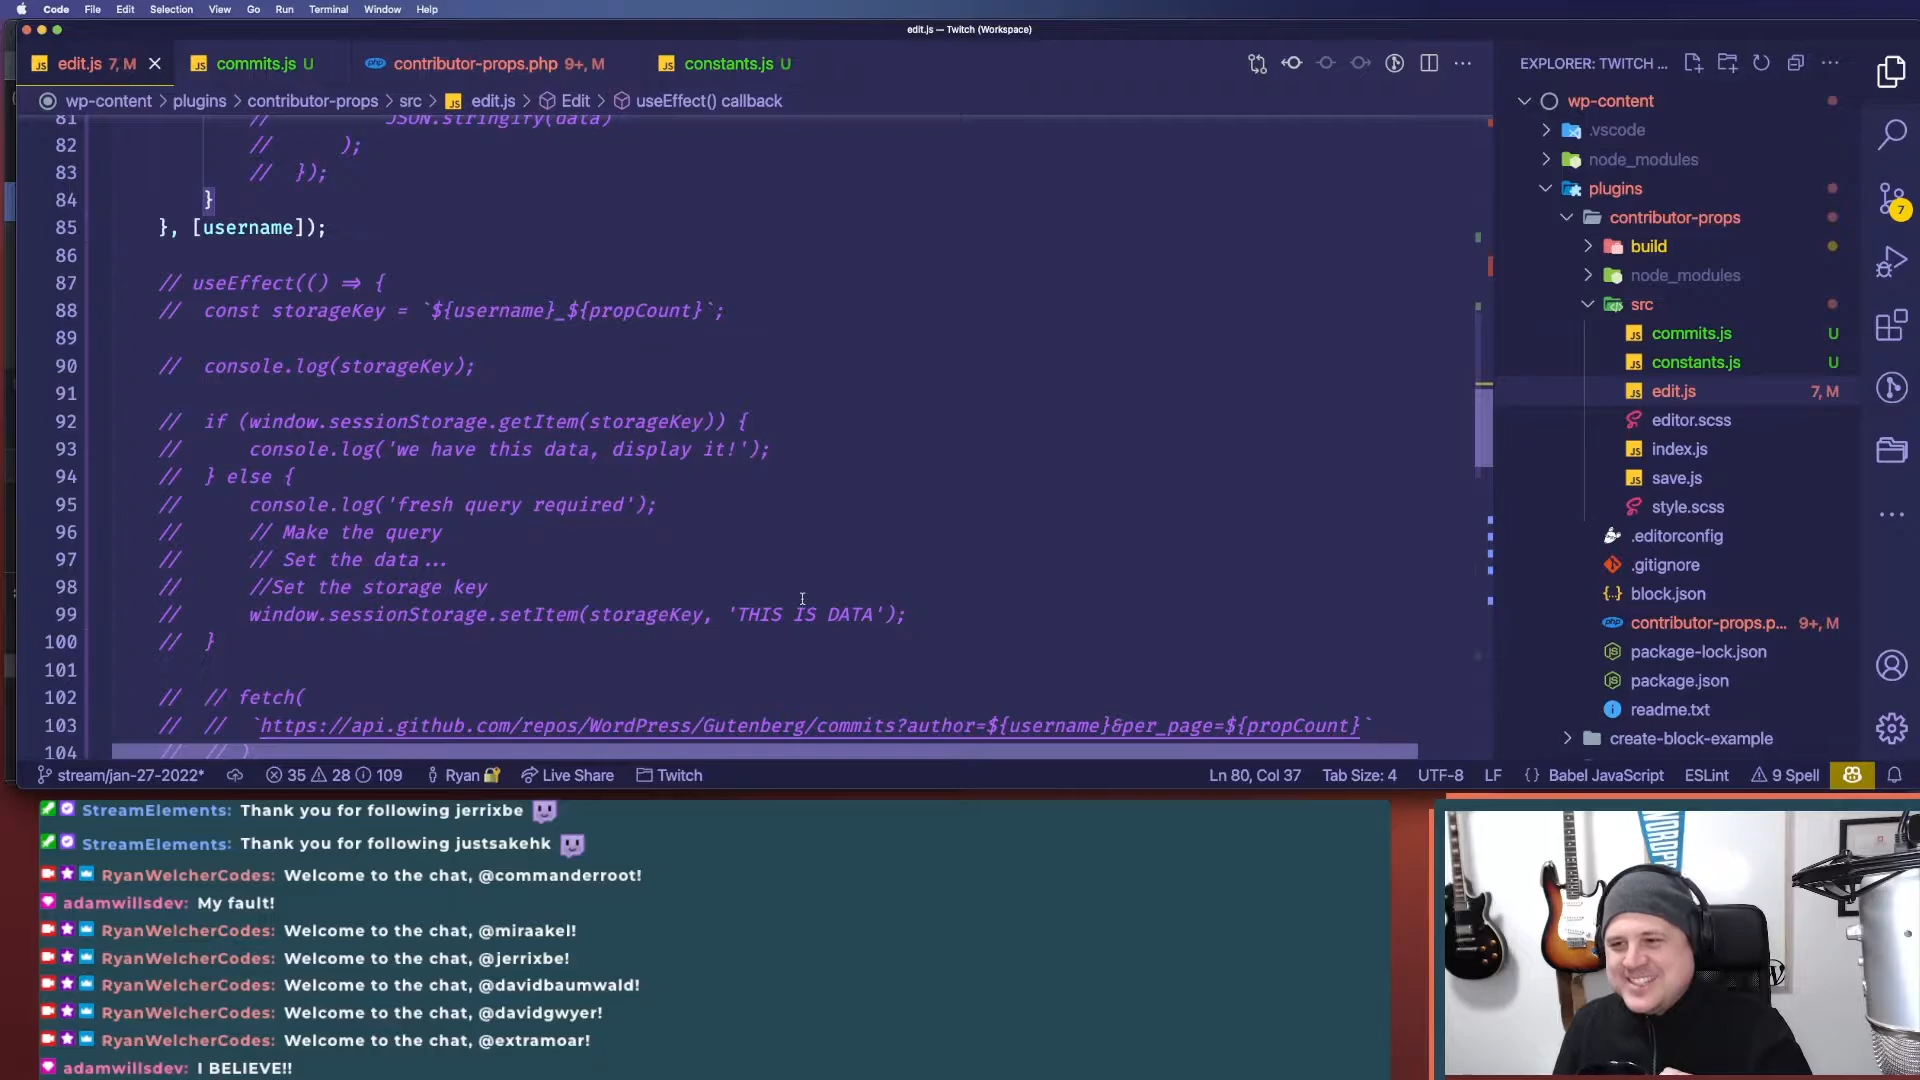 Code File Edit Selection View Go Run Terminal Window Help
edit.js — Twitch (Workspace)
edit.js 7, M
commits.js U
contributor-props.php 9+, M
constants.js U
EXPLORER: TWITCH ...
wp-content > plugins > contributor-props > src > edit.js > Edit > useEffect() callback
81 // JSON.stringify(data)
82 // );
83 // });
84 }
85 }, [username]);
86
87 // useEffect(() => {
88 // const storageKey = `${username}_${propCount}`;
89
90 // console.log(storageKey);
91
92 // if (window.sessionStorage.getItem(storageKey)) {
93 // console.log('we have this data, display it!');
94 // } else {
95 // console.log('fresh query required');
96 // // Make the query
97 // // Set the data...
98 // //Set the storage key
99 // window.sessionStorage.setItem(storageKey, 'THIS IS DATA');
100 // }
101
102 // // fetch(
103 // // `https://api.github.com/repos/WordPress/Gutenberg/commits?author=${username}&per_page=${propCount}`
104 // // )
wp-content
.vscode
node_modules
plugins
contributor-props
build
node_modules
src
commits.js U
constants.js U
edit.js 7, M
editor.scss
index.js
save.js
style.scss
.editorconfig
.gitignore
block.json
contributor-props.p... 9+, M
package-lock.json
package.json
readme.txt
create-block-example
7
stream/jan-27-2022* 35 28 109 Ryan Live Share Twitch Ln 80, Col 37 Tab Size: 4 UTF-8 LF {} Babel JavaScript ESLint 9 Spell
StreamElements: Thank you for following jerrixbe
StreamElements: Thank you for following justsakehk
RyanWelcherCodes: Welcome to the chat, @commanderroot!
adamwillsdev: My fault!
RyanWelcherCodes: Welcome to the chat, @miraakel!
RyanWelcherCodes: Welcome to the chat, @jerrixbe!
RyanWelcherCodes: Welcome to the chat, @davidbaumwald!
RyanWelcherCodes: Welcome to the chat, @davidgwyer!
RyanWelcherCodes: Welcome to the chat, @extramoar!
adamwillsdev: I BELIEVE!!